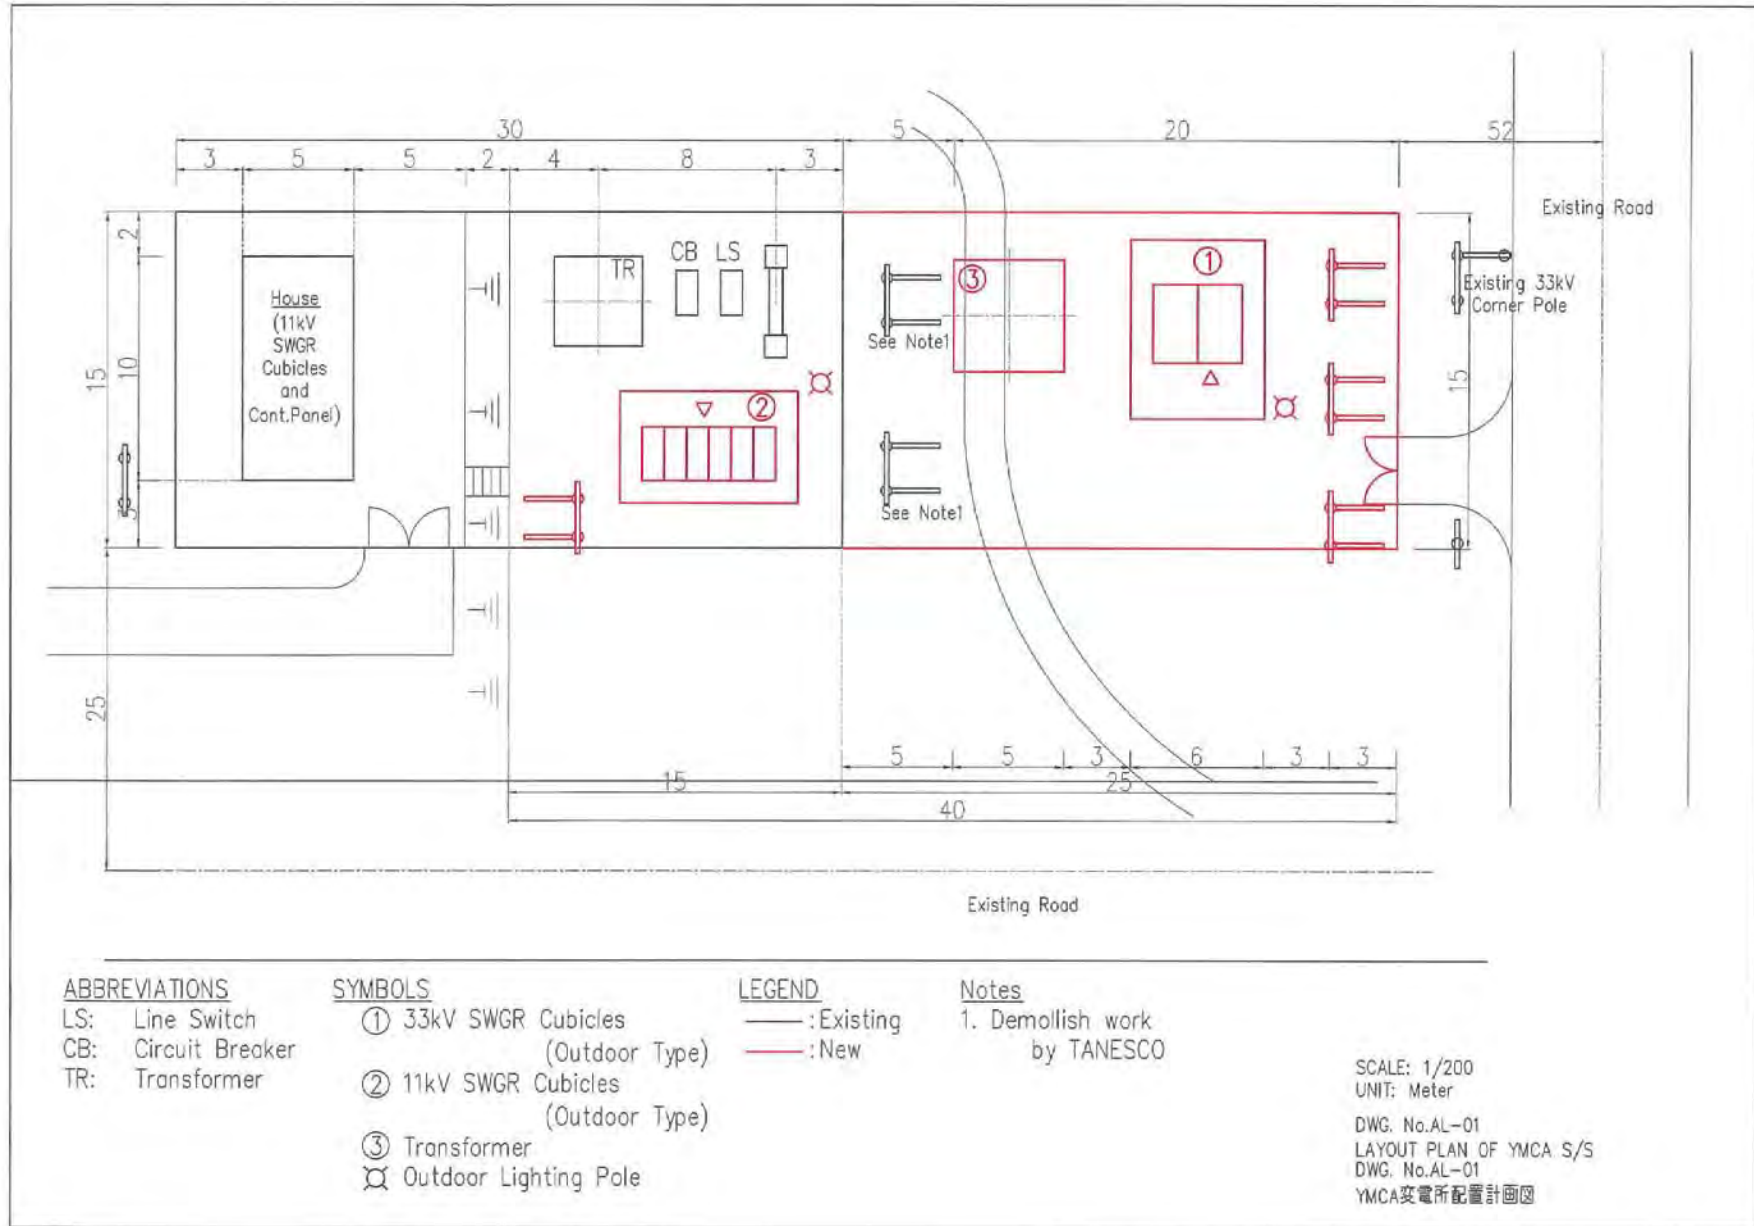 30
5
20
52
3
5
5
2
4
8
3
Existing Road
2
CB LS
TR
①
③
House
(11kV
SWGR
Cubicles
and
Cont.Panel)
Existing 33kV
Corner Pole
See Note1
15
10
15
②
3
See Note1
25
5
5
3
6
3
3
15
25
40
Existing Road
ABBREVIATIONS
LS: Line Switch
CB: Circuit Breaker
TR: Transformer
SYMBOLS
① 33kV SWGR Cubicles
(Outdoor Type)
② 11kV SWGR Cubicles
(Outdoor Type)
③ Transformer
Outdoor Lighting Pole
LEGEND
:Existing
:New
Notes
1. Demollish work
by TANESCO
SCALE: 1/200
UNIT: Meter
DWG. No.AL-01
LAYOUT PLAN OF YMCA S/S
DWG. No.AL-01
YMCA変電所配置計画図